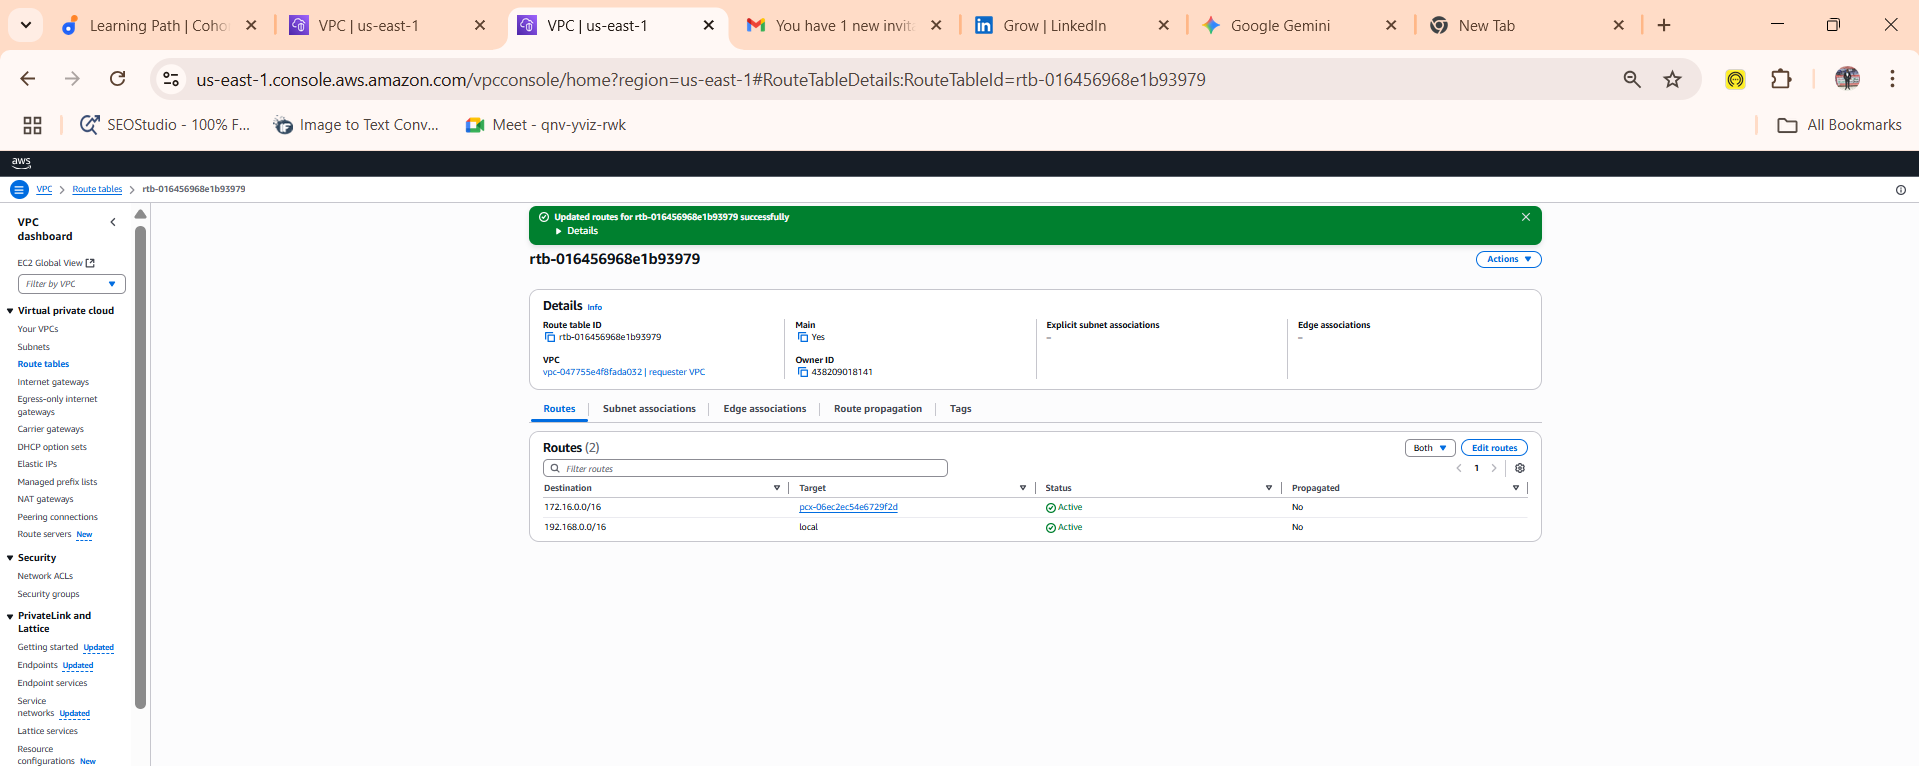 Learning Path | Coho
VPC | us-east-1
VPC | us-east-1
You have 1 new invita
Grow | LinkedIn
Google Gemini
New Tab
us-east-1.console.aws.amazon.com/vpcconsole/home?region=us-east-1#RouteTableDetails:RouteTableId=rtb-016456968e1b93979
SEOStudio - 100% F...
Image to Text Conv...
Meet - qnv-yviz-rwk
All Bookmarks
aws
VPC > Route tables > rtb-016456968e1b93979
VPC
dashboard
EC2 Global View
Filter by VPC
Virtual private cloud
Your VPCs
Subnets
Route tables
Internet gateways
Egress-only internet
gateways
Carrier gateways
DHCP option sets
Elastic IPs
Managed prefix lists
NAT gateways
Peering connections
Route servers New
Security
Network ACLs
Security groups
PrivateLink and
Lattice
Getting started Updated
Endpoints Updated
Endpoint services
Service
networks Updated
Lattice services
Resource
configurations New
Updated routes for rtb-016456968e1b93979 successfully
Details
rtb-016456968e1b93979
Actions
Details Info
Route table ID
rtb-016456968e1b93979
Main
Yes
Explicit subnet associations
–
Edge associations
–
VPC
vpc-047755e4f8fada032 | requester VPC
Owner ID
438209018141
Routes
Subnet associations
Edge associations
Route propagation
Tags
Routes (2)
Both
Edit routes
Filter routes
1
Destination Target Status Propagated
172.16.0.0/16 pcx-06ec2ec54e6729f2d Active No
192.168.0.0/16 local Active No